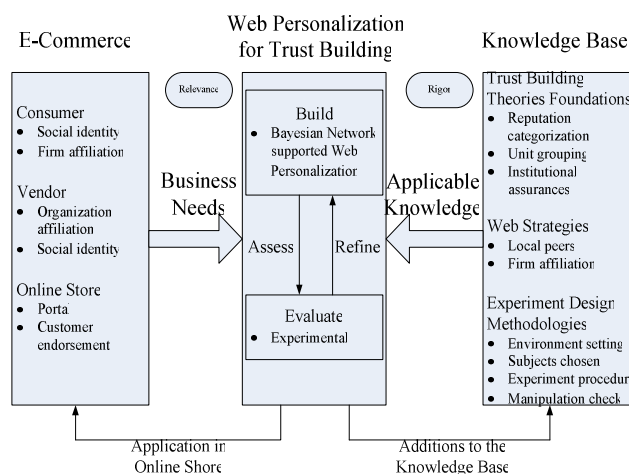 E-Commerce
Consumer
• Social identity
• Firm affiliation
Vendor
• Organization
affiliation
• Social identity
Online Store
• Portal
• Customer
endorsement
Relevance
Business
Needs
Web Personalization
for Trust Building
Build
• Bayesian Network
supported Web
Personalization
Assess
Refine
Evaluate
• Experimental
Rigor
Applicable
Knowledge
Knowledge Base
Trust Building
Theories Foundations
• Reputation
categorization
• Unit grouping
• Institutional
assurances
Web Strategies
• Local peers
• Firm affiliation
Experiment Design
Methodologies
• Environment setting
• Subjects chosen
• Experiment procedur
• Manipulation check
Application in
Online Shore
Additions to the
Knowledge Base